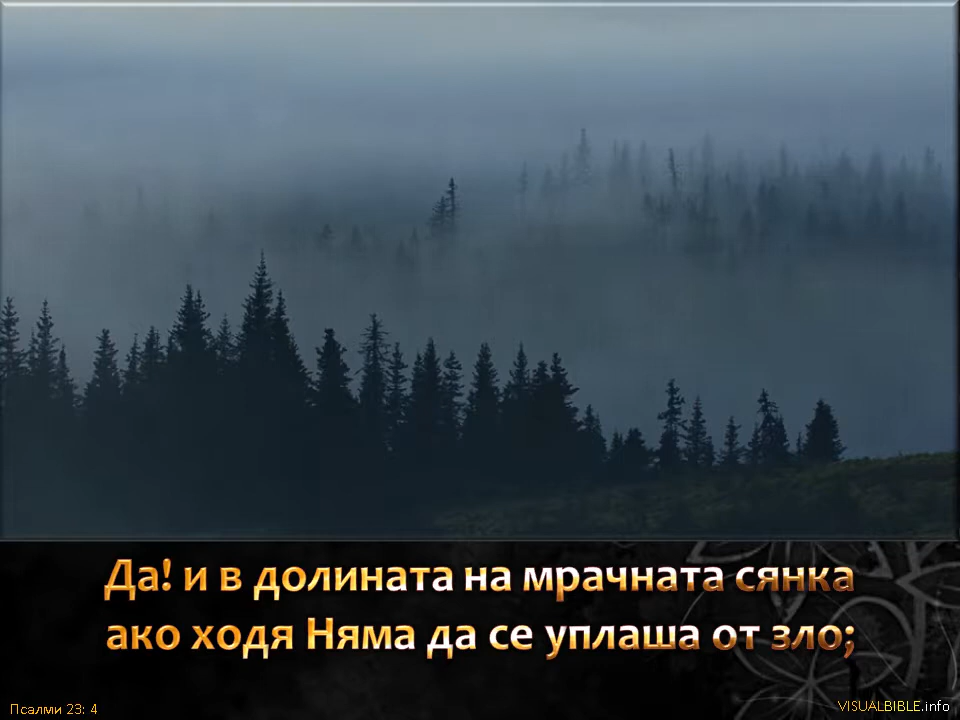 Да! и в долината на мрачната сянка
ако ходя Няма да се уплаша от зло;
Псалми 23: 4
VISUALBIBLE.info